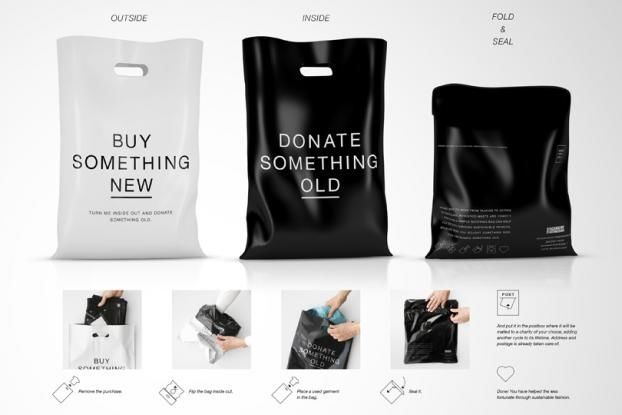 OUTSIDE
INSIDE
FOLD
&
SEAL
BUY
SOMETHING
NEW
TURN ME INSIDE OUT AND DONATE
SOMETHING OLD.
DONATE
SOMETHING
OLD
BUY
SOMETHING
DONATE
SOMETHING
OLD
POST
And put it in the postbox where it will be
mailed to a charity of your choice, adding
another cycle to its lifetime. Address and
postage is already taken care of.
Remove the purchase.
Flip the bag inside out.
Place a used garment
in the bag.
Seal it.
Done! You have helped the less
fortunate through sustainable fashion.